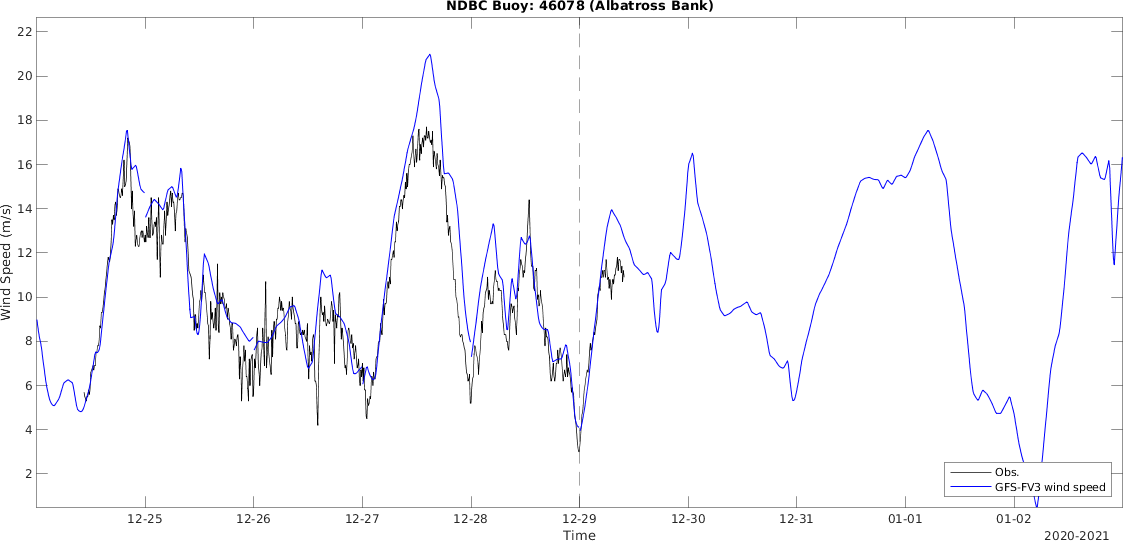 NDBC Buoy: 46078 (Albatross Bank)
22
20
18
16
14
12
10
8
6
4
2
Wind Speed (m/s)
Obs.
GFS-FV3 wind speed
12-25 12-26 12-27 12-28 12-29 12-30 12-31 01-01 01-02
Time
2020-2021